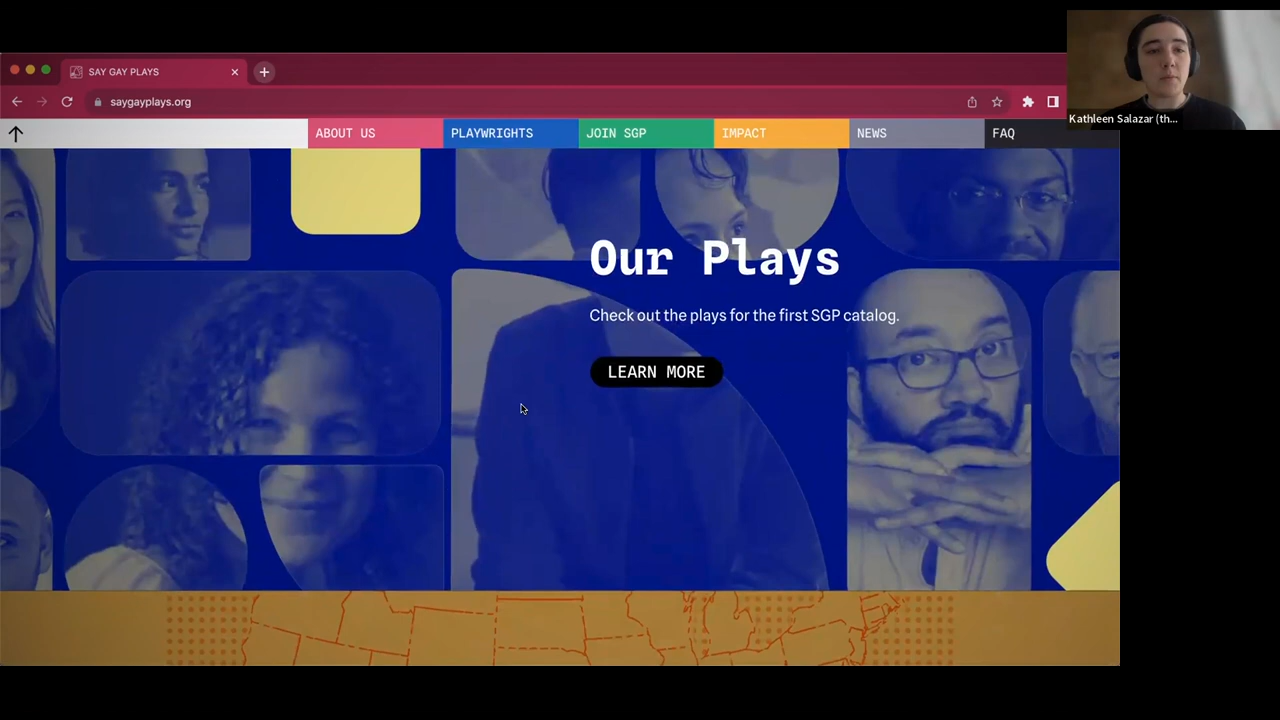 SAY GAY PLAYS
saygayplays.org
ABOUT US PLAYWRIGHTS JOIN SGP IMPACT NEWS FAQ
Kathleen Salazar (th...
Our Plays
Check out the plays for the first SGP catalog.
LEARN MORE